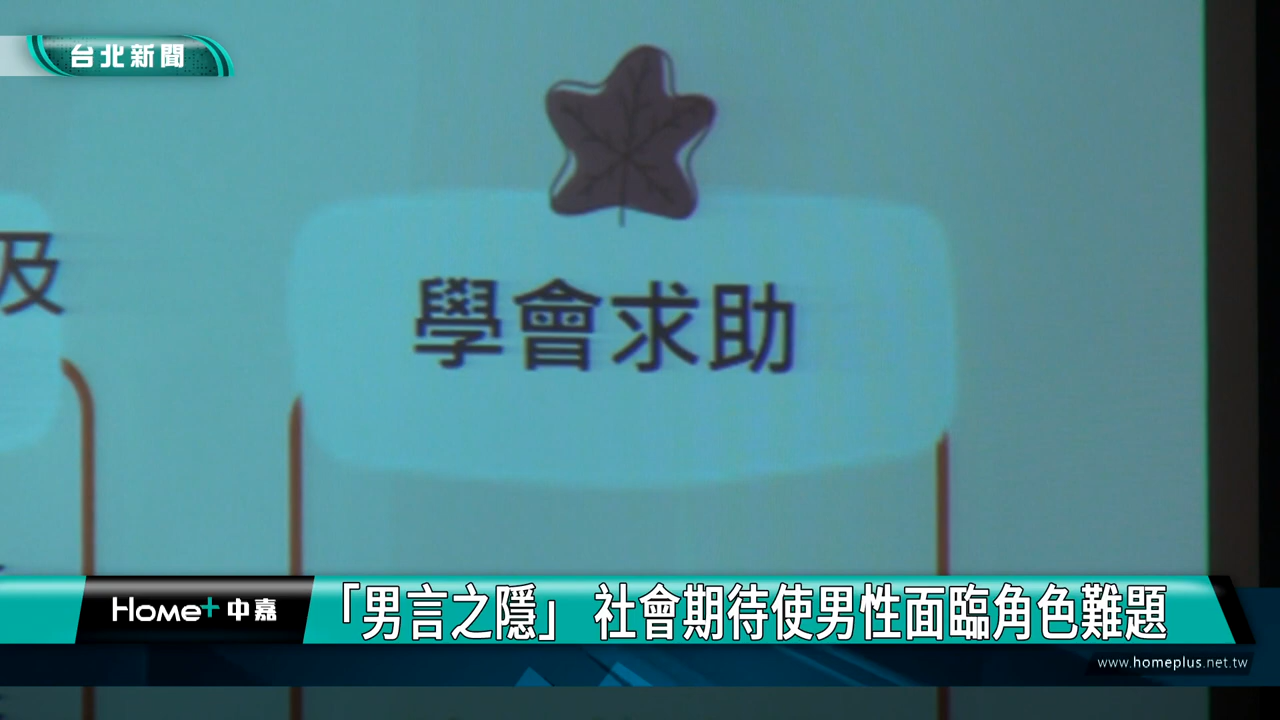 台北新聞
及
學會求助
Home+中嘉
「男言之隱」 社會期待使男性面臨角色難題
www.homeplus.net.tw